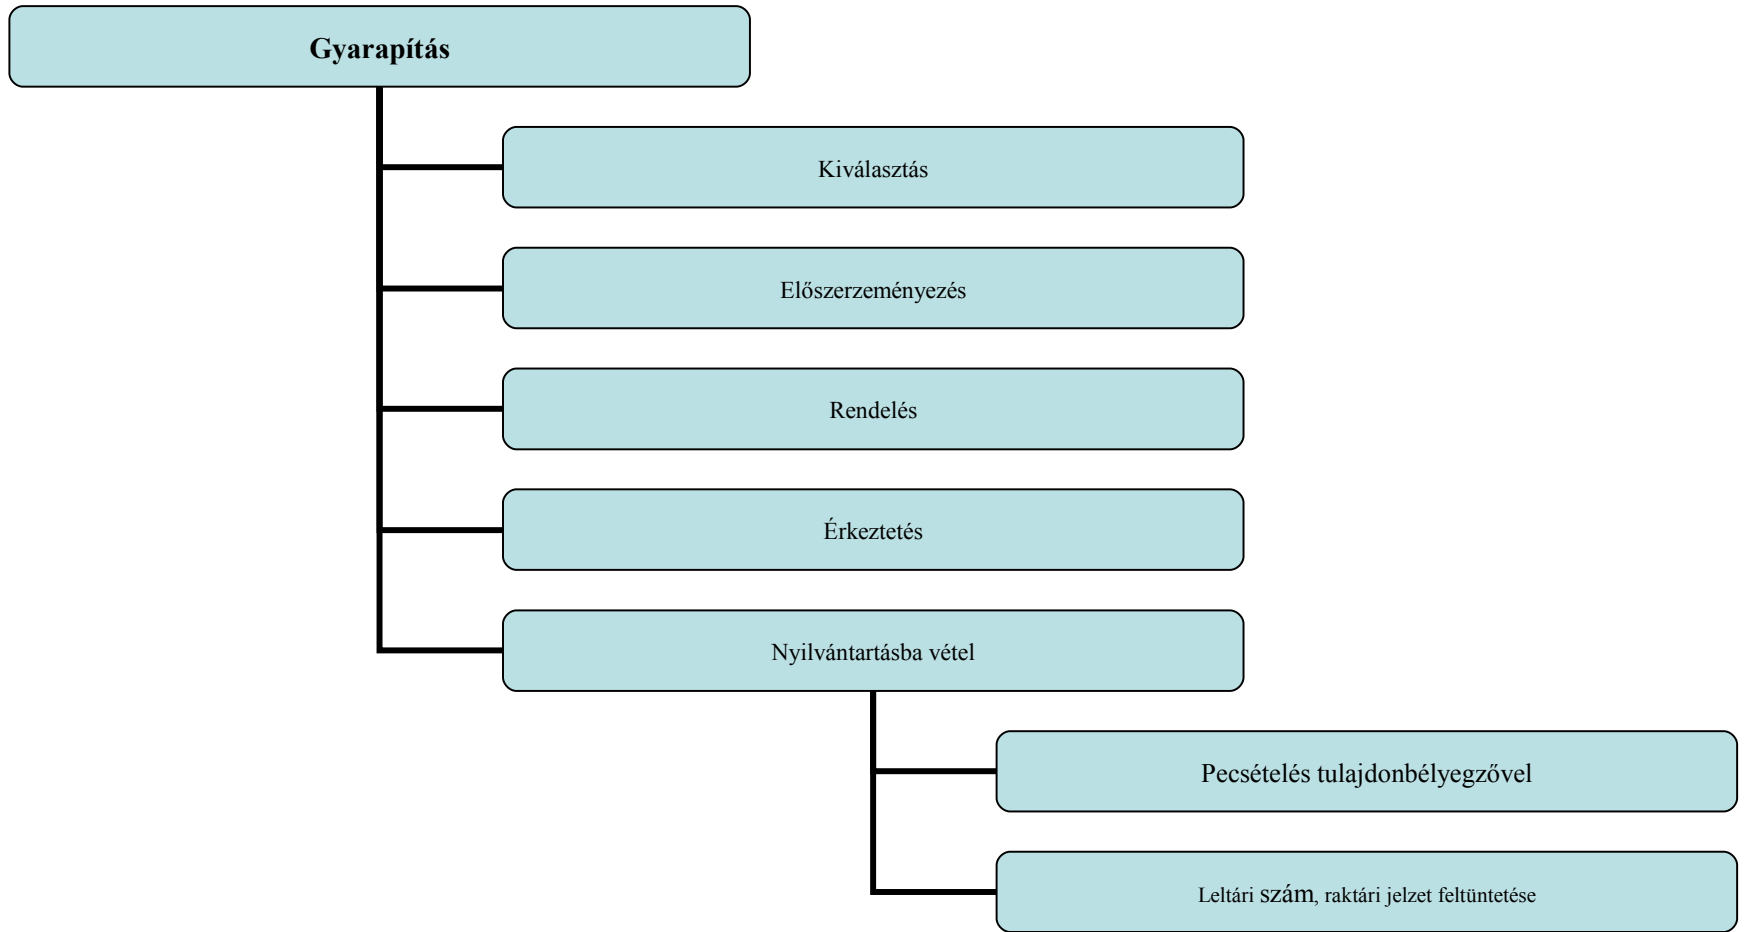 Gyarapítás
Kiválasztás
Előszerzeményezés
Rendelés
Érkeztetés
Nyilvántartásba vétel
Pecsételés tulajdonbélyegzővel
Leltári szám, raktári jelzet feltüntetése